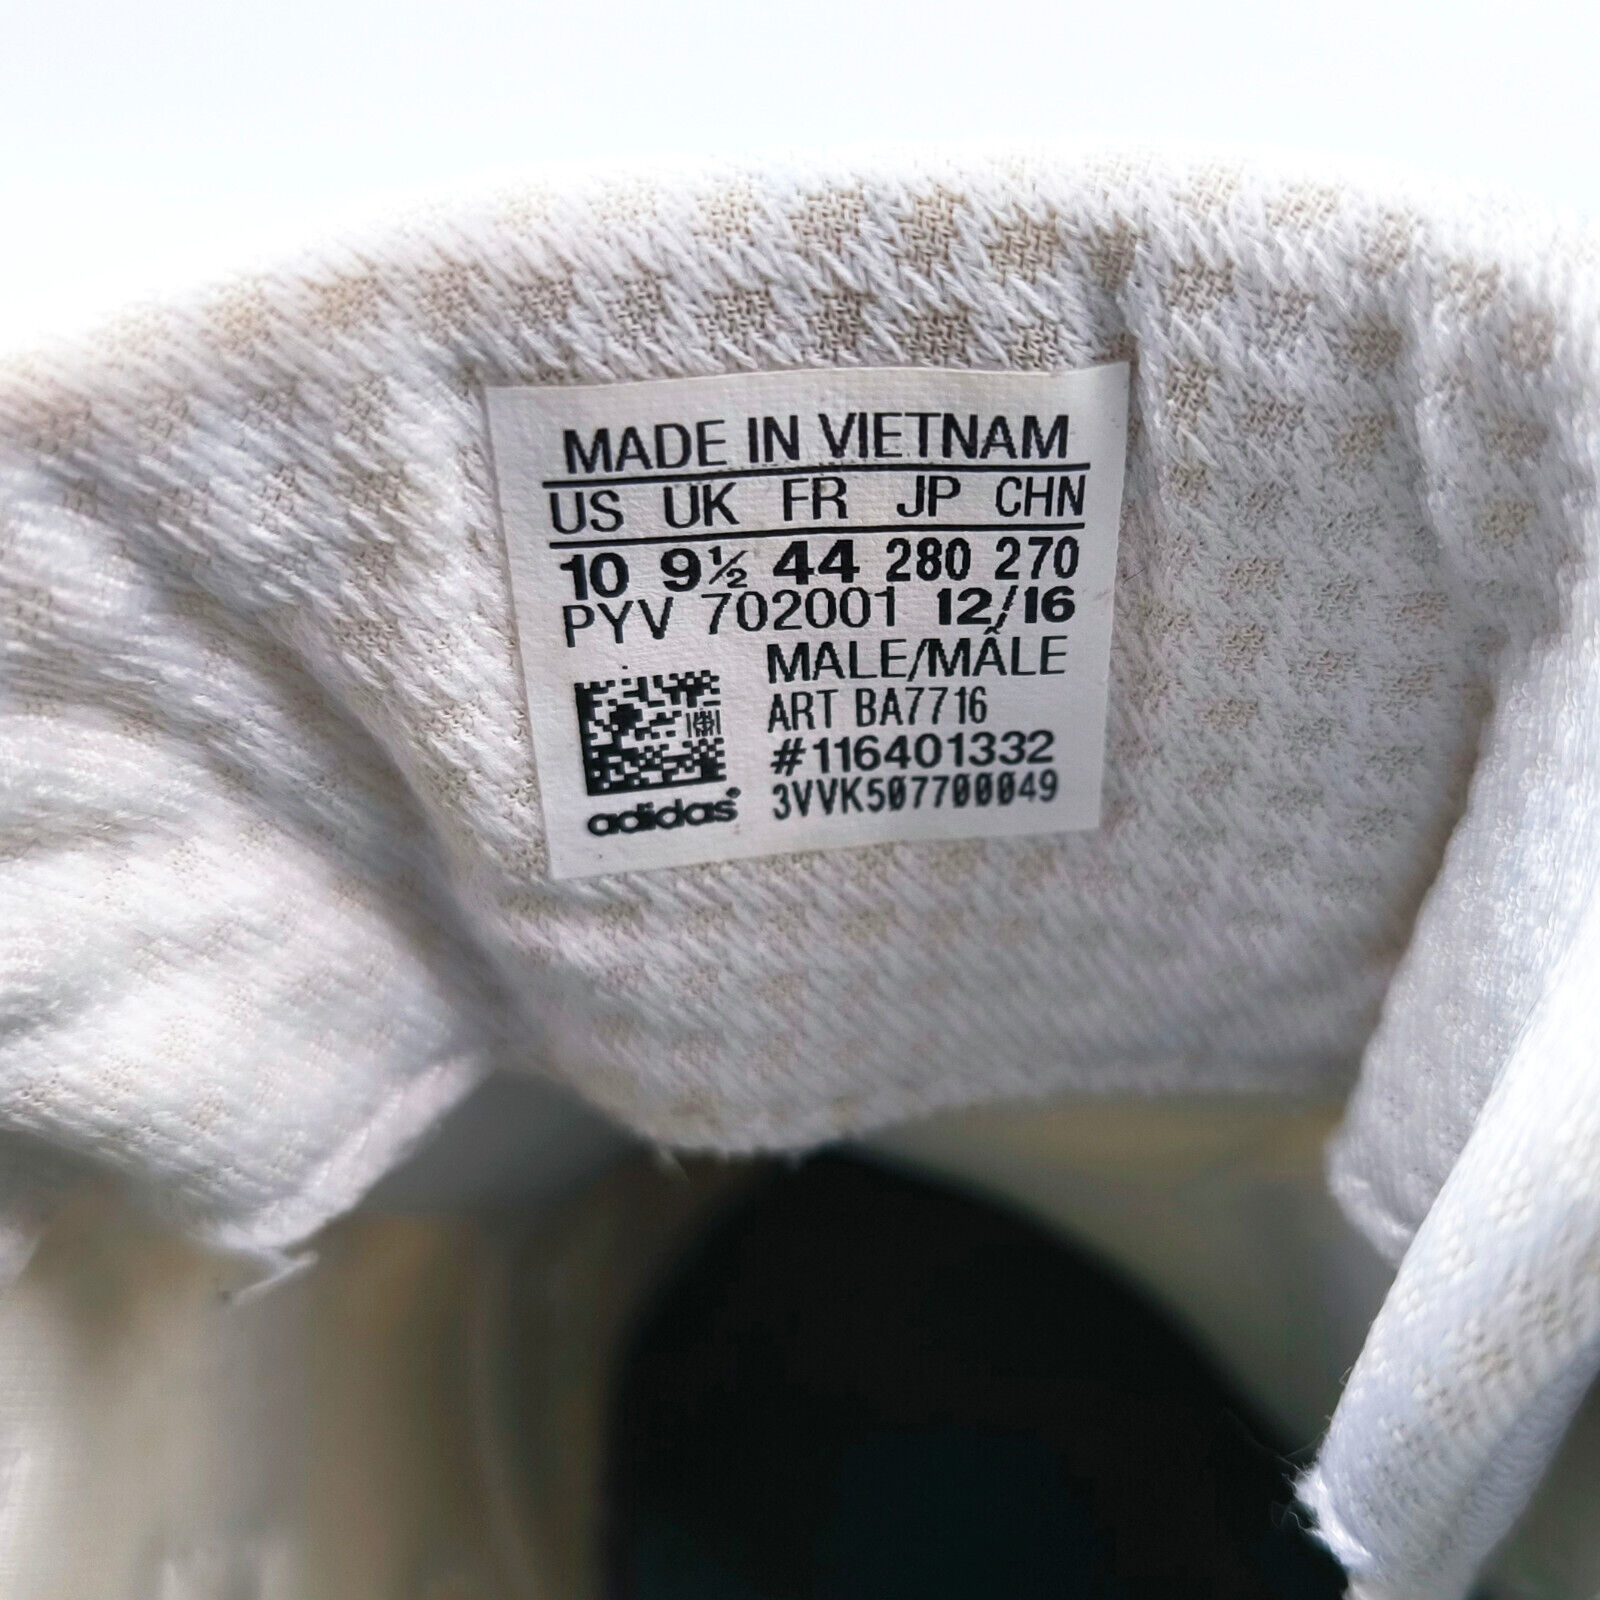 MADE IN VIETNAM
US UK FR JP CHN
10 9½ 44 280 270
PYV 702001 12/16
MALE/MÂLE
ART BA7716
#116401332
3VVK507700049
adidas®